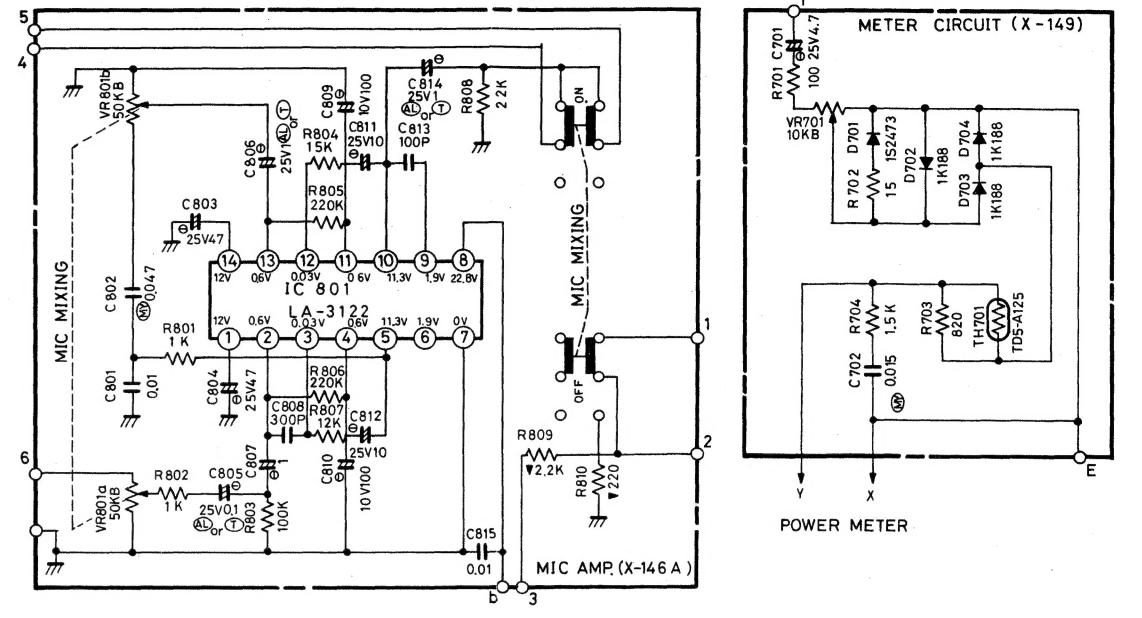 5
4
VR801b
50KB
C806
25V1
AL or T
C809
10V100
R804
15K
C811
25V10
C814
25V1
AL or T
C813
100P
R808
22K
ON
R805
220K
C803
25V47
MIC MIXING
14 13 12 11 10 9 8
12V 0.6V 0.03V 0.6V 11.3V 1.9V 22.8V
IC 801
LA-3122
12V 0.6V 0.03V 0.6V 11.3V 1.9V 0V
1 2 3 4 5 6 7
C802
0.047
MY
R801
1K
C801
0.01
C804
25V47
R806
220K
C808
300P
R807
12K
C812
25V10
C807
1
C810
10V100
MIC MIXING
OFF
1
2
R809
▼2.2K
R810
▼220
6
VR801a
50KB
R802
1K
C805
25V0.1
AL or T
R803
100K
C815
0.01
MIC AMP. (X-146A)
b
3
METER CIRCUIT (X-149)
C701
25V4.7
R701
100
VR701
10KB
D701
1S2473
R702
15
D702
1K188
D704
1K188
D703
1K188
R704
1.5K
R703
820
TH701
TD5-A125
C702
0.015
MY
E
Y
X
POWER METER